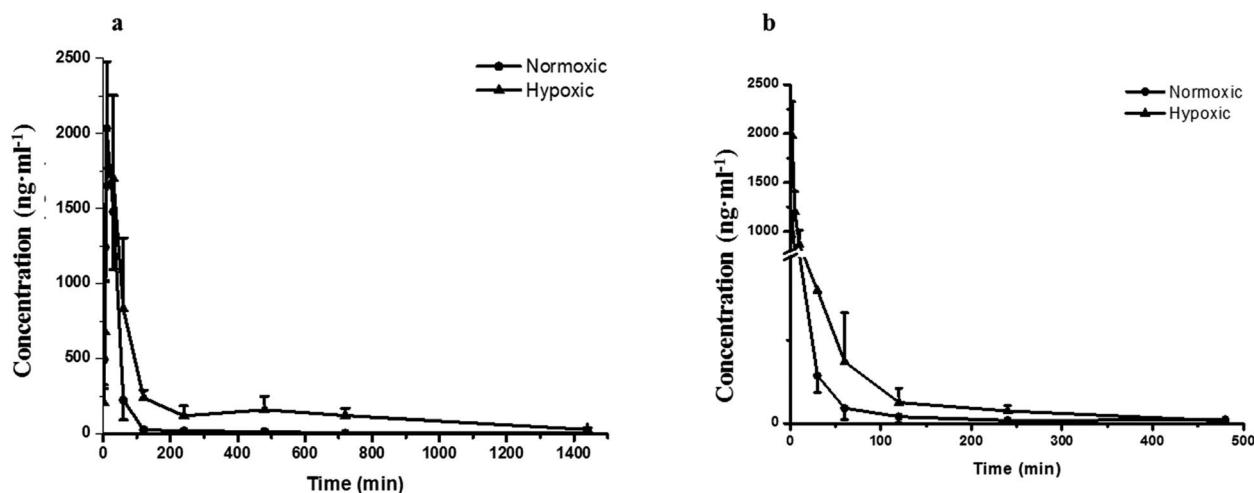 a
Concentration (ng·ml⁻¹)
2500
2000
1500
1000
500
0
Normoxic
Hypoxic
0 200 400 600 800 1000 1200 1400
Time (min)
b
Concentration (ng·ml⁻¹)
2500
2000
1500
1000
0
Normoxic
Hypoxic
0 100 200 300 400 500
Time (min)